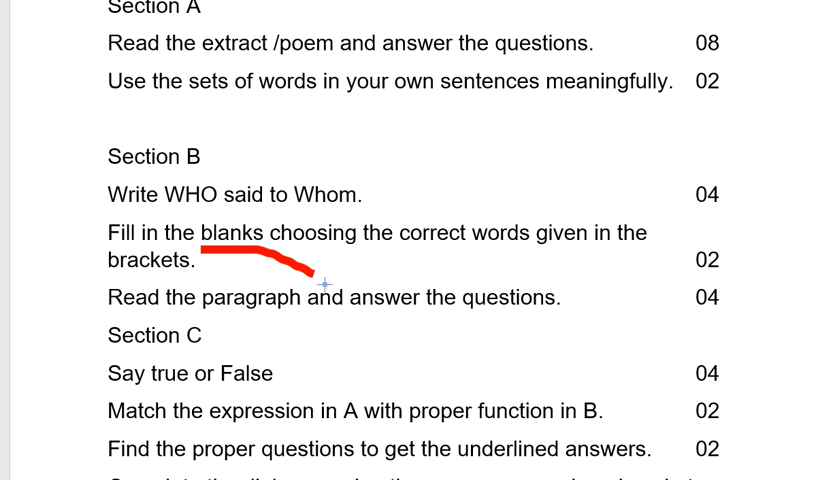 Section A
Read the extract /poem and answer the questions. 08
Use the sets of words in your own sentences meaningfully. 02
Section B
Write WHO said to Whom. 04
Fill in the blanks choosing the correct words given in the
brackets. 02
Read the paragraph and answer the questions. 04
Section C
Say true or False 04
Match the expression in A with proper function in B. 02
Find the proper questions to get the underlined answers. 02